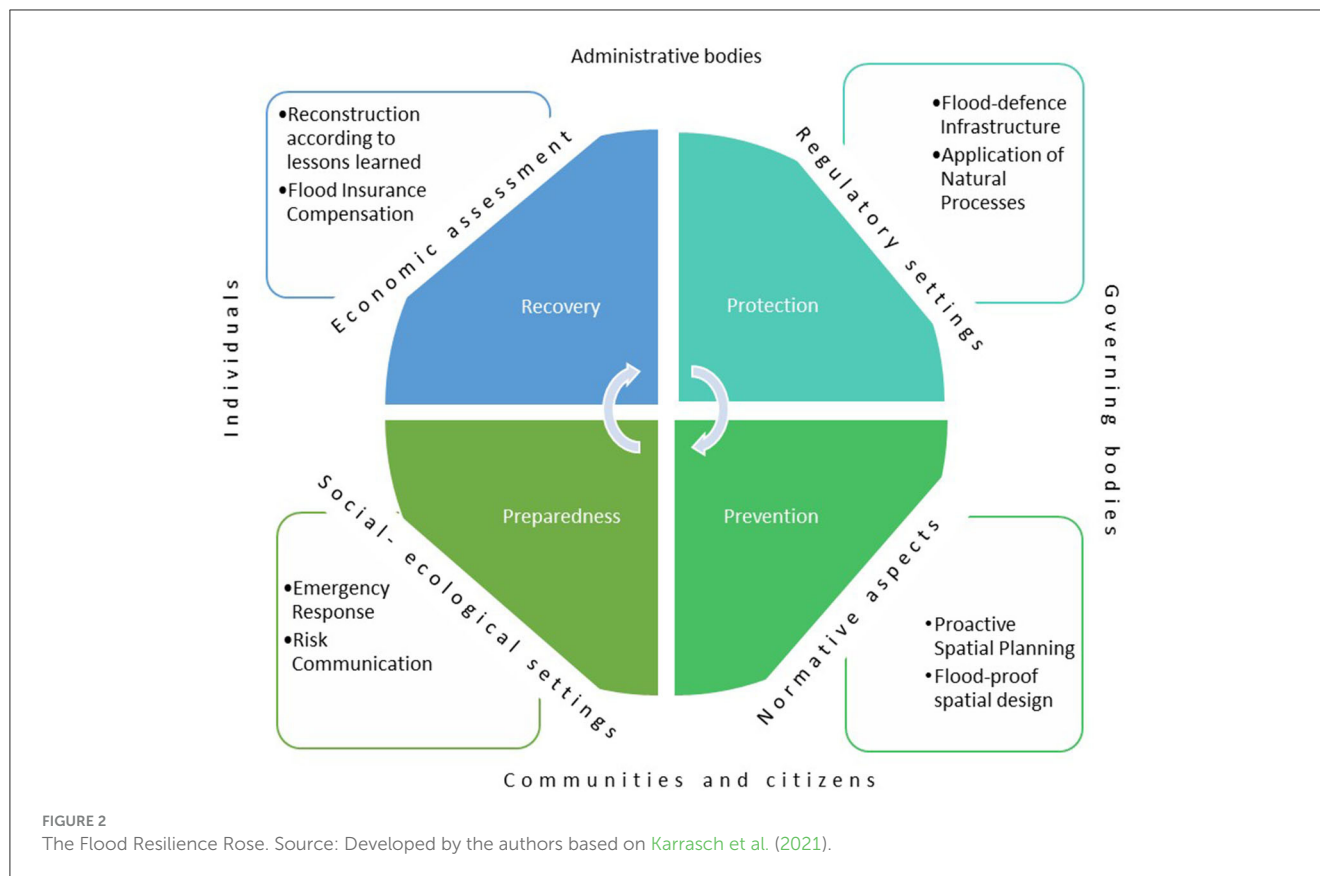 Administrative bodies
•Reconstruction
according to
lessons learned
•Flood Insurance
Compensation
Economic assessment
Recovery
Regulatory settings
•Flood-defence
Infrastructure
•Application of
Natural
Processes
Protection
Individuals
Governing bodies
Social- ecological settings
•Emergency
Response
•Risk
Communication
Preparedness
Prevention
Normative aspects
•Proactive
Spatial Planning
•Flood-proof
spatial design
Communities and citizens
FIGURE 2
The Flood Resilience Rose. Source: Developed by the authors based on Karrasch et al. (2021).